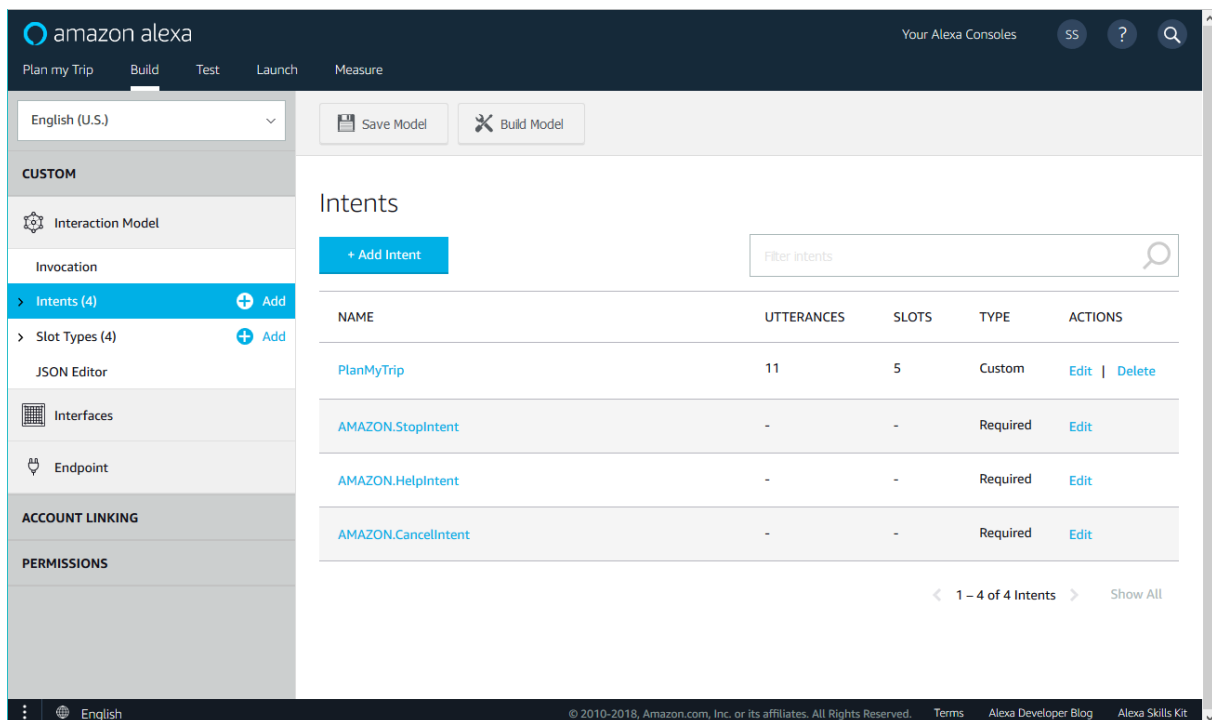 amazon alexa
Your Alexa Consoles SS ?
Plan my Trip Build Test Launch Measure
English (U.S.)
Save Model Build Model
CUSTOM
Interaction Model
Invocation
Intents (4) Add
Slot Types (4) Add
JSON Editor
Interfaces
Endpoint
ACCOUNT LINKING
PERMISSIONS
Intents
+ Add Intent Filter intents
NAME UTTERANCES SLOTS TYPE ACTIONS
PlanMyTrip 11 5 Custom Edit | Delete
AMAZON.StopIntent - - Required Edit
AMAZON.HelpIntent - - Required Edit
AMAZON.CancelIntent - - Required Edit
1 – 4 of 4 Intents Show All
English © 2010-2018, Amazon.com, Inc. or its affiliates. All Rights Reserved. Terms Alexa Developer Blog Alexa Skills Kit